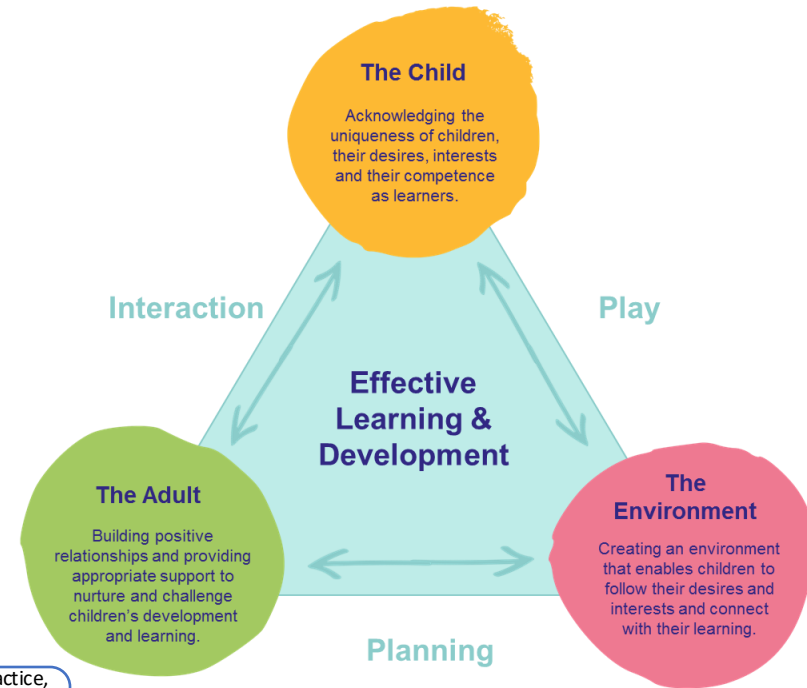 The Child
Acknowledging the
uniqueness of children,
their desires, interests
and their competence
as learners.
Interaction
Play
Effective
Learning &
Development
The Adult
Building positive
relationships and providing
appropriate support to
nurture and challenge
children's development
and learning.
The
Environment
Creating an environment
that enables children to
follow their desires and
interests and connect
with their learning.
Planning